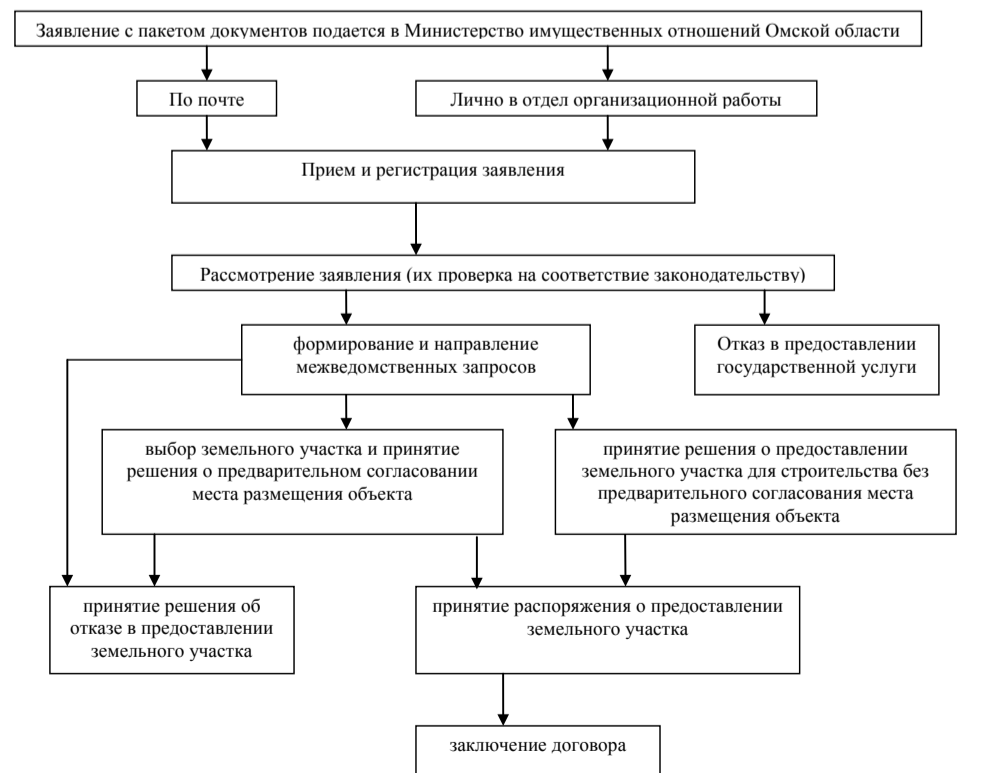 Заявление с пакетом документов подается в Министерство имущественных отношений Омской области
По почте
Лично в отдел организационной работы
Прием и регистрация заявления
Рассмотрение заявления (их проверка на соответствие законодательству)
формирование и направление
межведомственных запросов
Отказ в предоставлении
государственной услуги
выбор земельного участка и принятие
решения о предварительном согласовании
места размещения объекта
принятие решения о предоставлении
земельного участка для строительства без
предварительного согласования места
размещения объекта
принятие решения об
отказе в предоставлении
земельного участка
принятие распоряжения о предоставлении
земельного участка
заключение договора